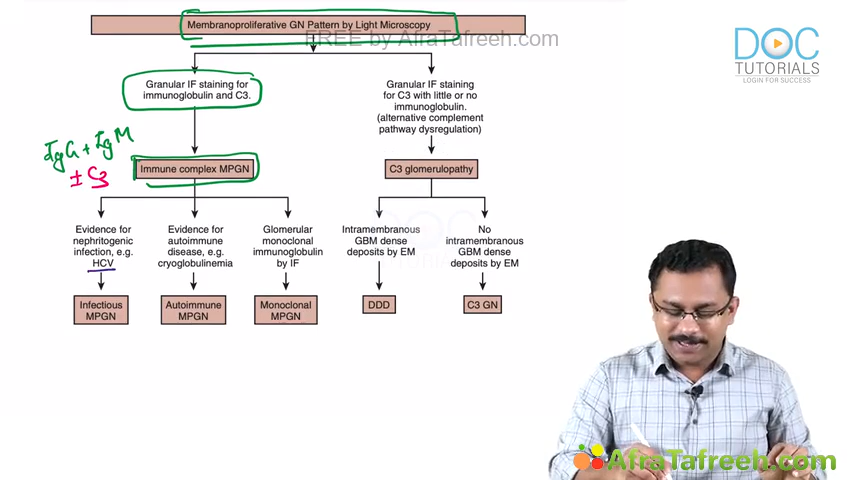 Membranoproliferative GN Pattern by Light Microscopy
FREE by AfraTafreeh.com
DOC
TUTORIALS
LOGIN FOR SUCCESS
Granular IF staining for
immunoglobulin and C3.
Granular IF staining
for C3 with little or no
immunoglobulin.
(alternative complement
pathway dysregulation)
IgG + IgM
± C3
Immune complex MPGN
C3 glomerulopathy
Evidence for
nephritogenic
infection, e.g.
HCV
Evidence for
autoimmune
disease, e.g.
cryoglobulinemia
Glomerular
monoclonal
immunoglobulin
by IF
Intramembranous
GBM dense
deposits by EM
No
intramembranous
GBM dense
deposits by EM
Infectious
MPGN
Autoimmune
MPGN
Monoclonal
MPGN
DDD
C3 GN
AfraTafreeh.com